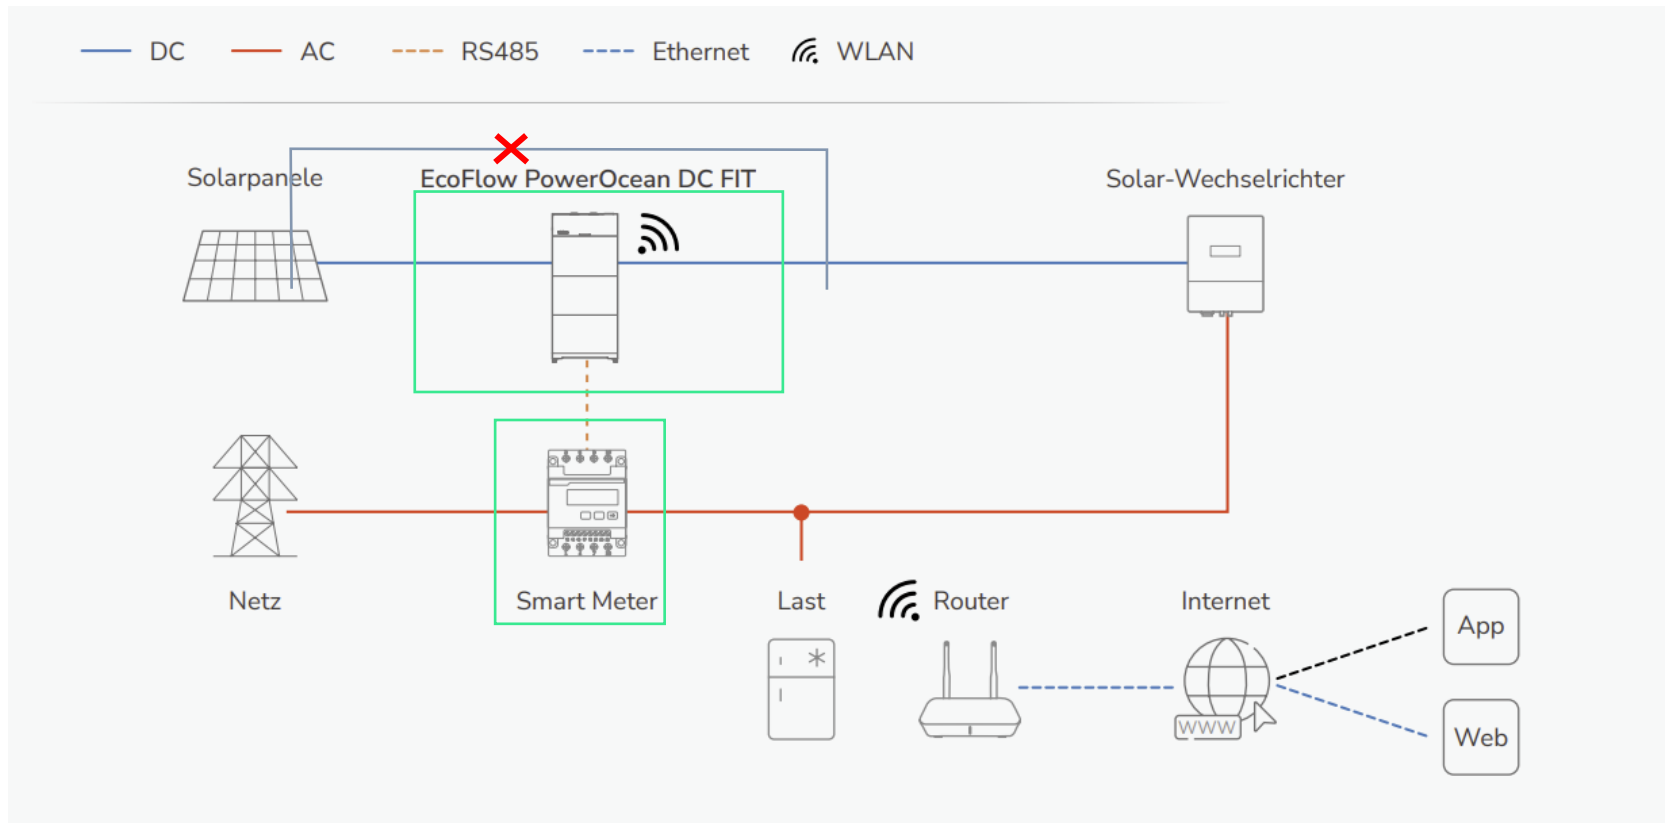 DC AC RS485 Ethernet WLAN
Solarpanele EcoFlow PowerOcean DC FIT Solar-Wechselrichter
Netz Smart Meter Last Router Internet
App
WWW
Web